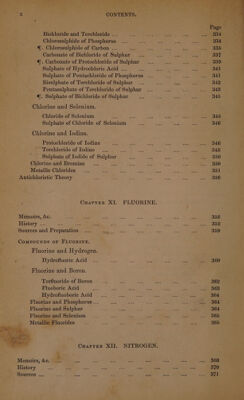 x CONTENTS.
Page
Bichloride and Terchloride ... 334
Chlorosulphide of Phosphorus ... 334
¶. Chlorosulphide of Carbon ... 335
Carbonate of Bichloride of Sulphur ... 337
¶. Carbonate of Protochloride of Sulphur ... 339
Sulphate of Hydrochloric Acid ... 341
Sulphate of Pentachloride of Phosphorus ... 341
Bisulphate of Terchloride of Sulphur ... 342
Pentasulphate of Terchloride of Sulphur ... 343
¶. Sulphate of Bichloride of Sulphur ... 345
Chlorine and Selenium.
Chloride of Selenium ... 345
Sulphate of Chloride of Selenium ... 346
Chlorine and Iodine.
Protochloride of Iodine ... 346
Terchloride of Iodine ... 348
Sulphate of Iodide of Sulphur ... 350
Chlorine and Bromine ... 350
Metallic Chlorides ... 351
Antichloristic Theory ... 356
CHAPTER XI. FLUORINE.
Memoirs, &c. ... 358
History ... 358
Sources and Preparation ... 359
COMPOUNDS OF FLUORINE.
Fluorine and Hydrogen.
Hydrofluoric Acid ... 360
Fluorine and Boron.
Terfluoride of Boron ... 362
Fluoboric Acid ... 363
Hydrofluoboric Acid ... 364
Fluorine and Phosphorus ... 364
Fluorine and Sulphur ... 364
Fluorine and Selenium ... 365
Metallic Fluorides ... 365
CHAPTER XII. NITROGEN.
Memoirs, &c. ... 368
History ... 370
Sources ... 371